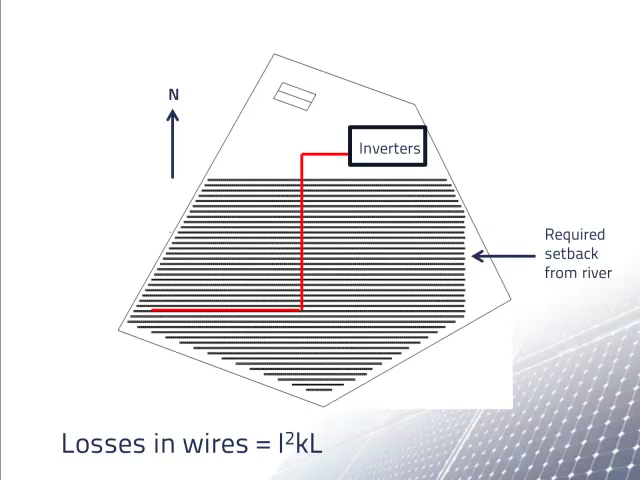 N
Inverters
Required
setback
from river
Losses in wires = I²kL